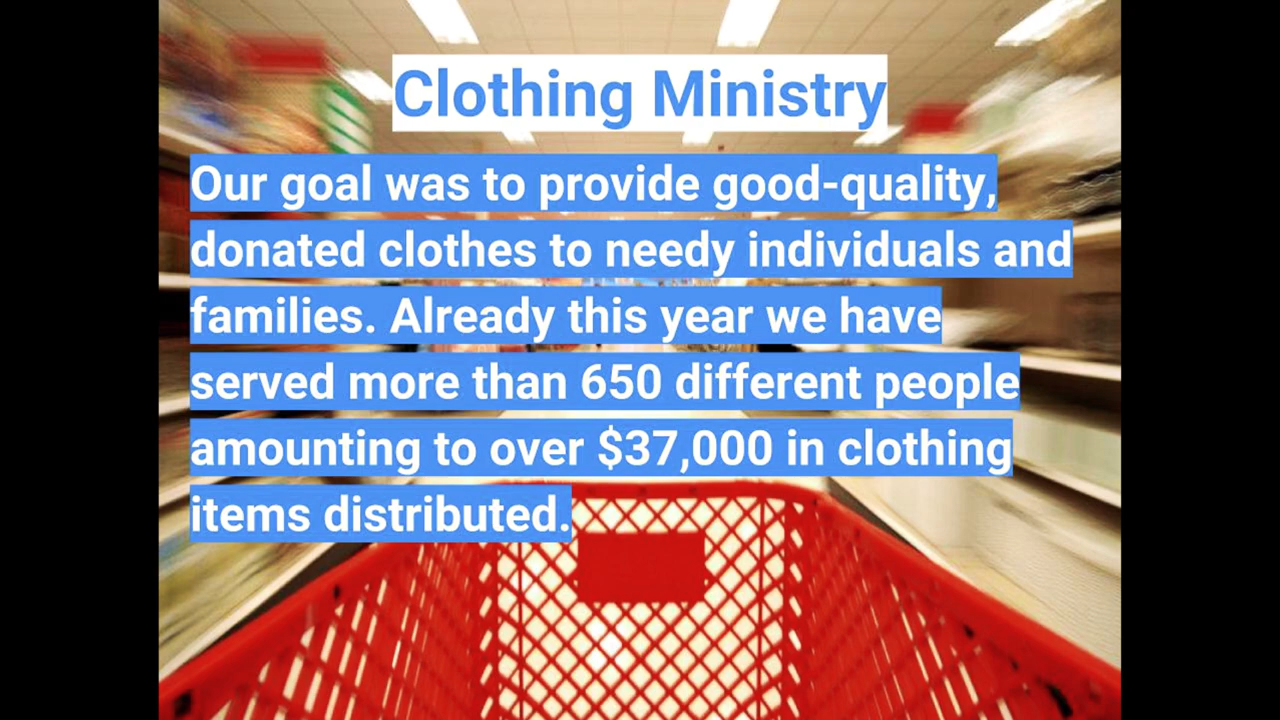 Clothing Ministry
Our goal was to provide good-quality,
donated clothes to needy individuals and
families. Already this year we have
served more than 650 different people
amounting to over $37,000 in clothing
items distributed.